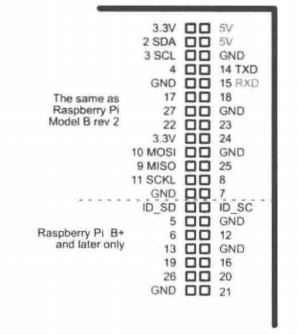 3.3V 5V
2 SDA 5V
3 SCL GND
4 14 TXD
GND 15 RXD
17 18
27 GND
22 23
3.3V 24
10 MOSI GND
9 MISO 25
11 SCKL 8
GND 7
ID_SD ID_SC
5 GND
6 12
13 GND
19 16
26 20
GND 21
The same as
Raspberry Pi
Model B rev 2
Raspberry Pi B+
and later only